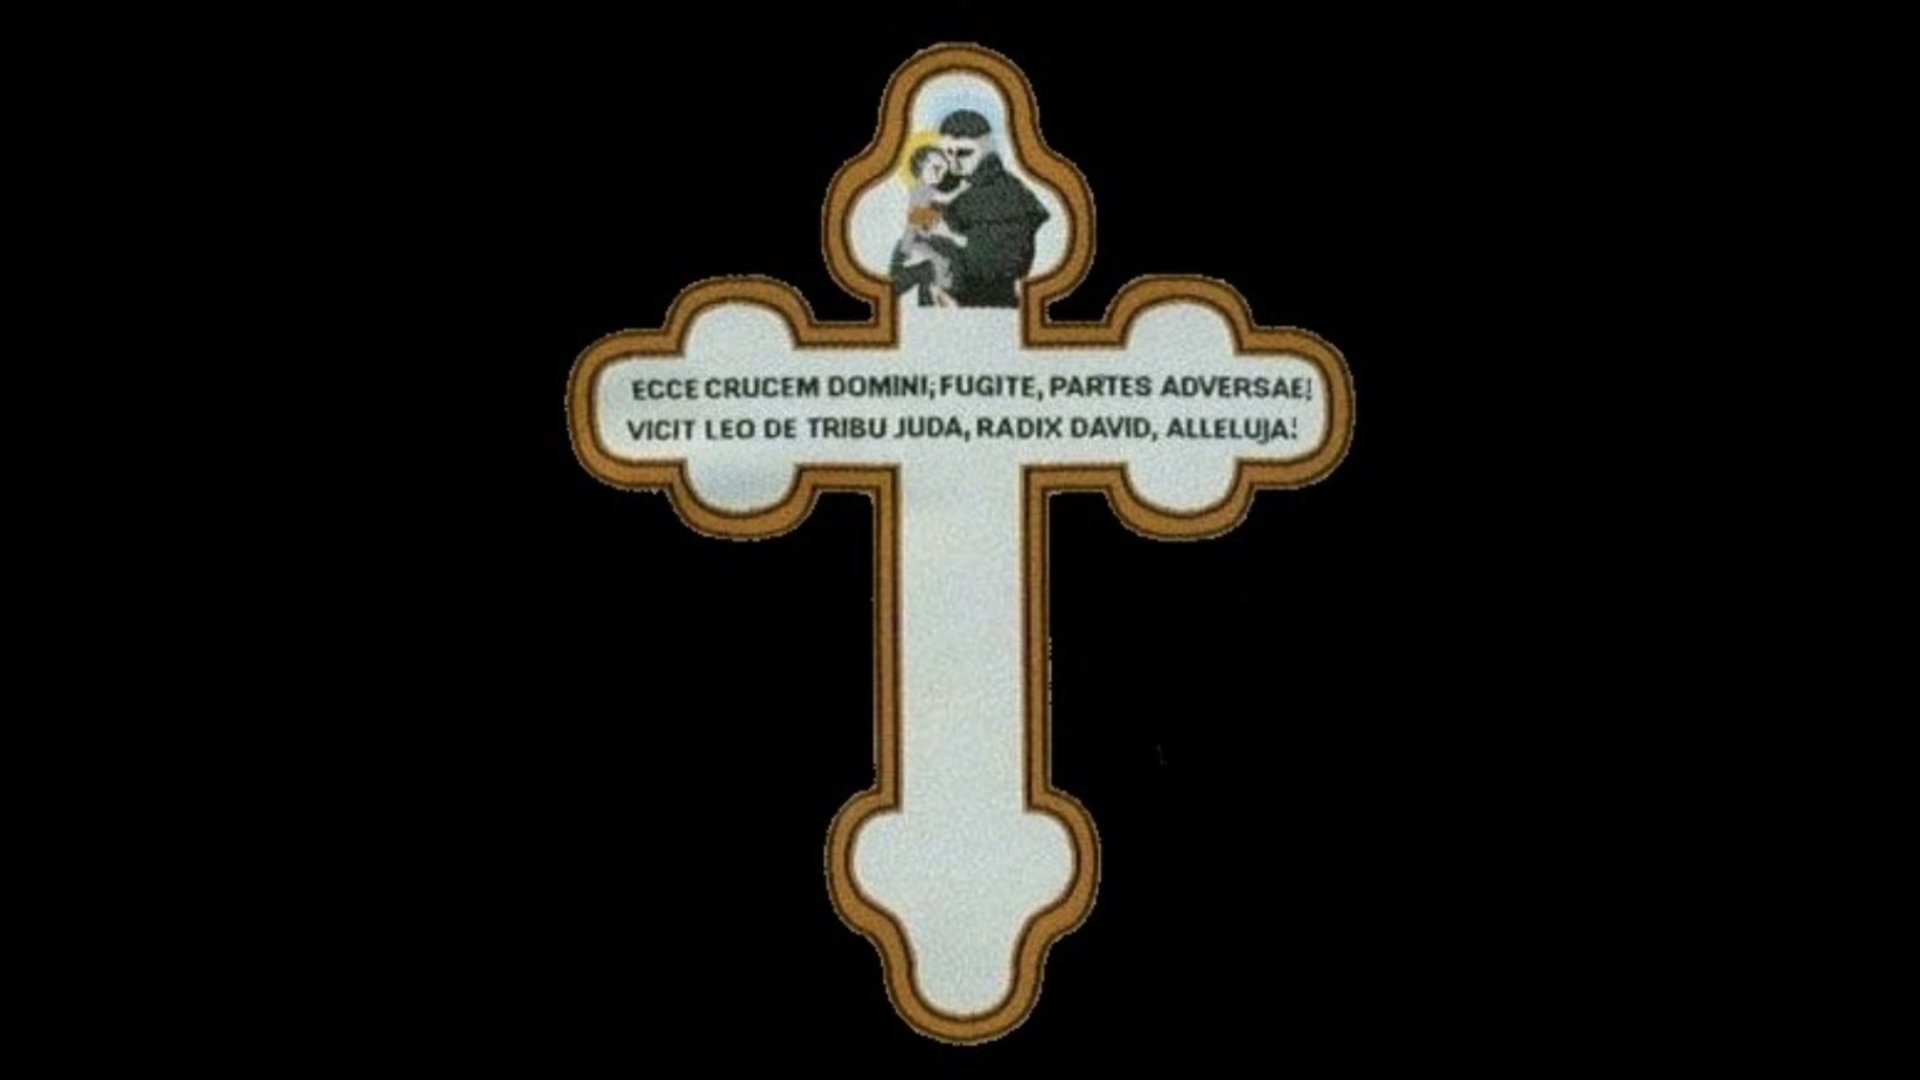 ECCE CRUCEM DOMINI; FUGITE, PARTES ADVERSAE!
VICIT LEO DE TRIBU JUDA, RADIX DAVID, ALLELUJA!